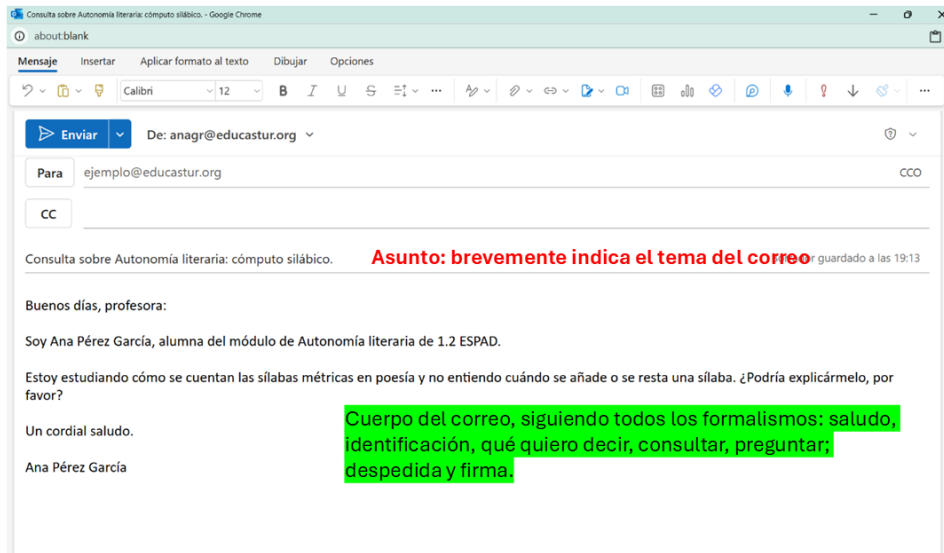 Consulta sobre Autonomía literaria: cómputo silábico. - Google Chrome
about:blank
Mensaje Insertar Aplicar formato al texto Dibujar Opciones
Calibri 12 B I U S
Enviar De: anagr@educastur.org
Para ejemplo@educastur.org CCO
CC
Consulta sobre Autonomía literaria: cómputo silábico. Asunto: brevemente indica el tema del correo guardado a las 19:13
Buenos días, profesora:
Soy Ana Pérez García, alumna del módulo de Autonomía literaria de 1.2 ESPAD.
Estoy estudiando cómo se cuentan las sílabas métricas en poesía y no entiendo cuándo se añade o se resta una sílaba. ¿Podría explicármelo, por
favor?
Un cordial saludo.
Ana Pérez García
Cuerpo del correo, siguiendo todos los formalismos: saludo,
identificación, qué quiero decir, consultar, preguntar;
despedida y firma.